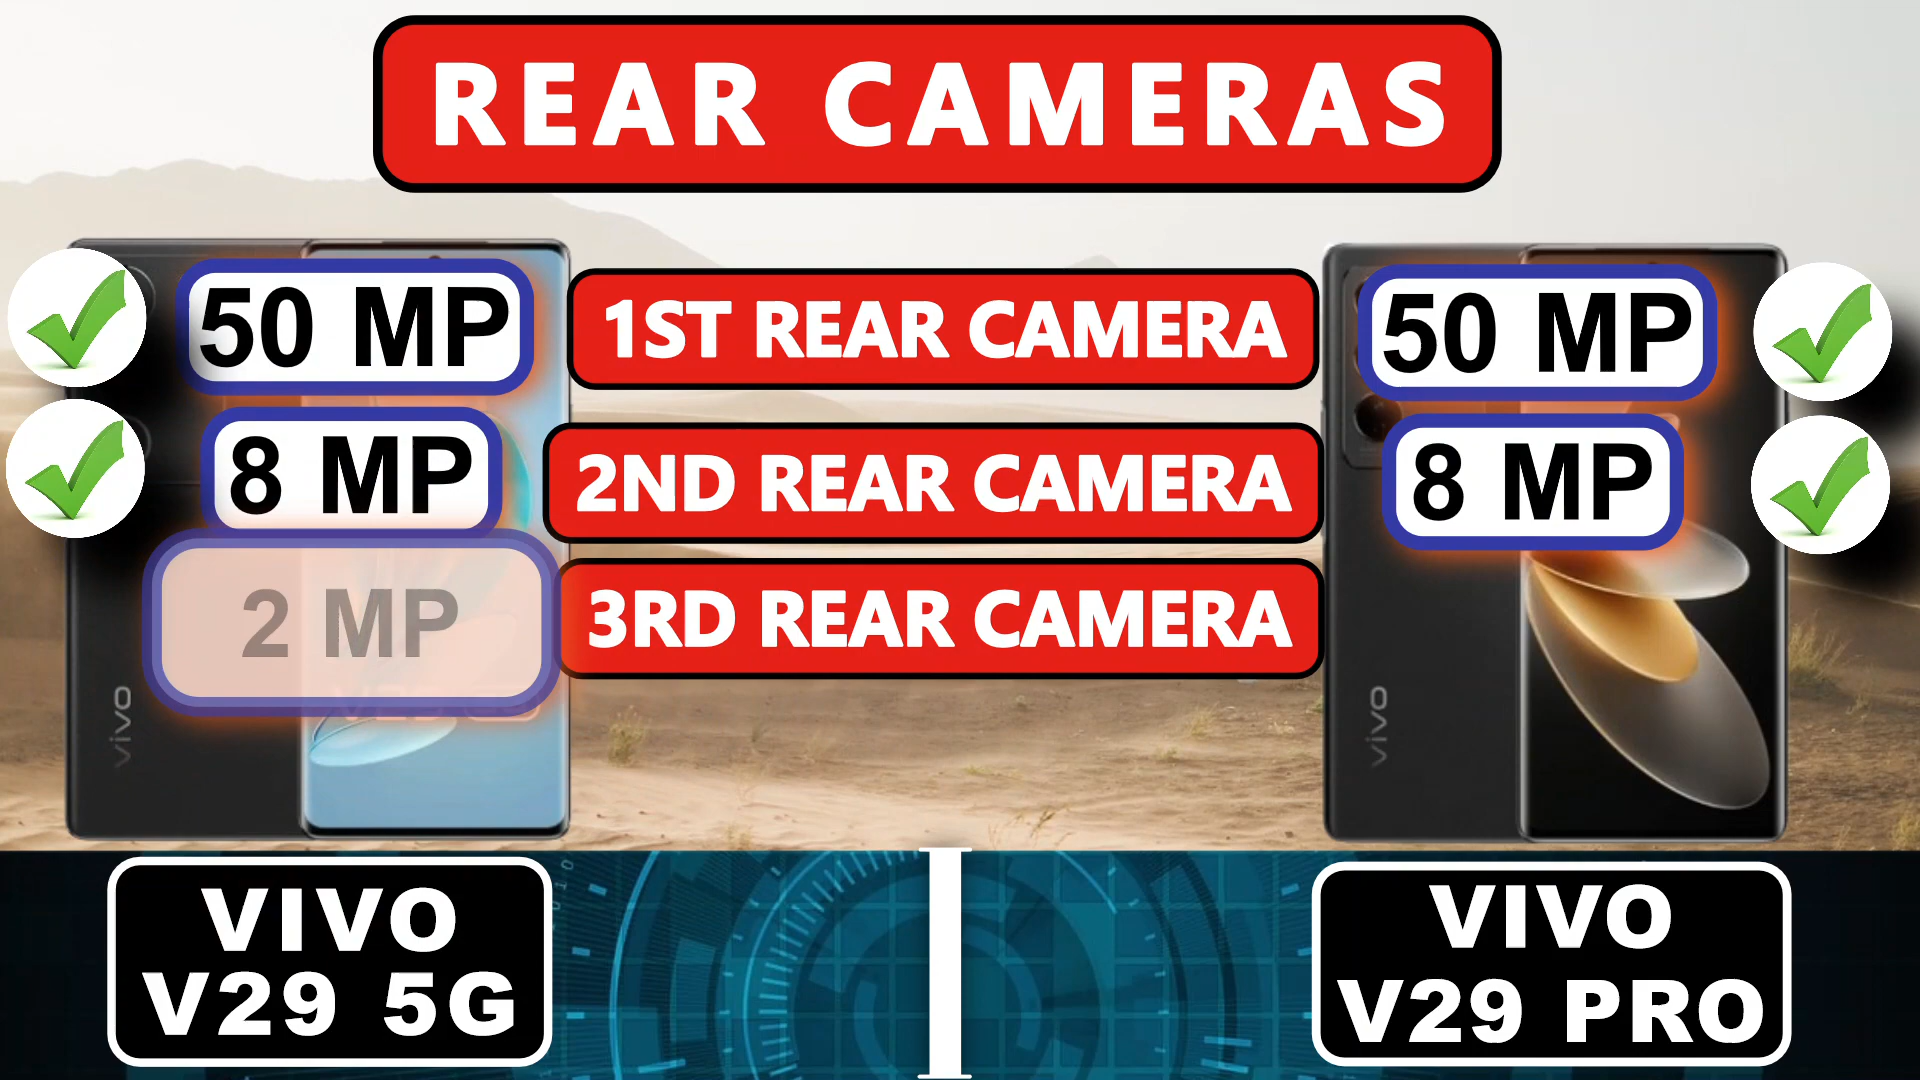 REAR CAMERAS
50 MP 1ST REAR CAMERA 50 MP
8 MP 2ND REAR CAMERA 8 MP
2 MP 3RD REAR CAMERA
vivo
vivo
VIVO
V29 5G
VIVO
V29 PRO